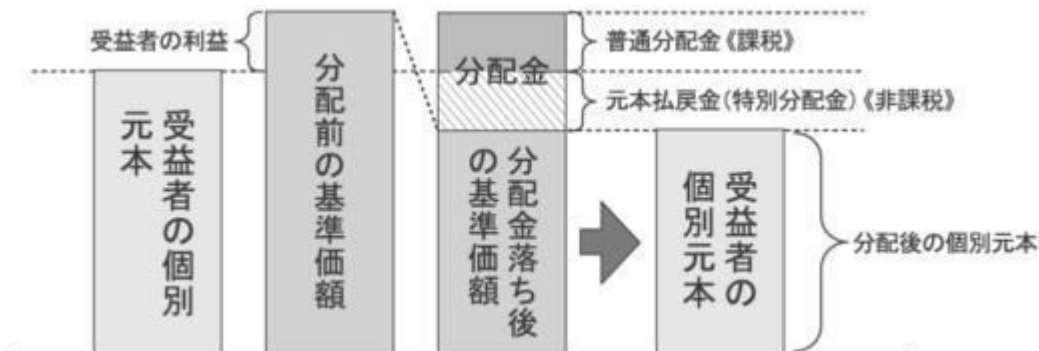 受益者の利益
受益者の個別
元本
分配前の基準価額
分配金
分配金落ち後
の基準価額
普通分配金《課税》
元本払戻金(特別分配金)《非課税》
受益者の
個別元本
分配後の個別元本